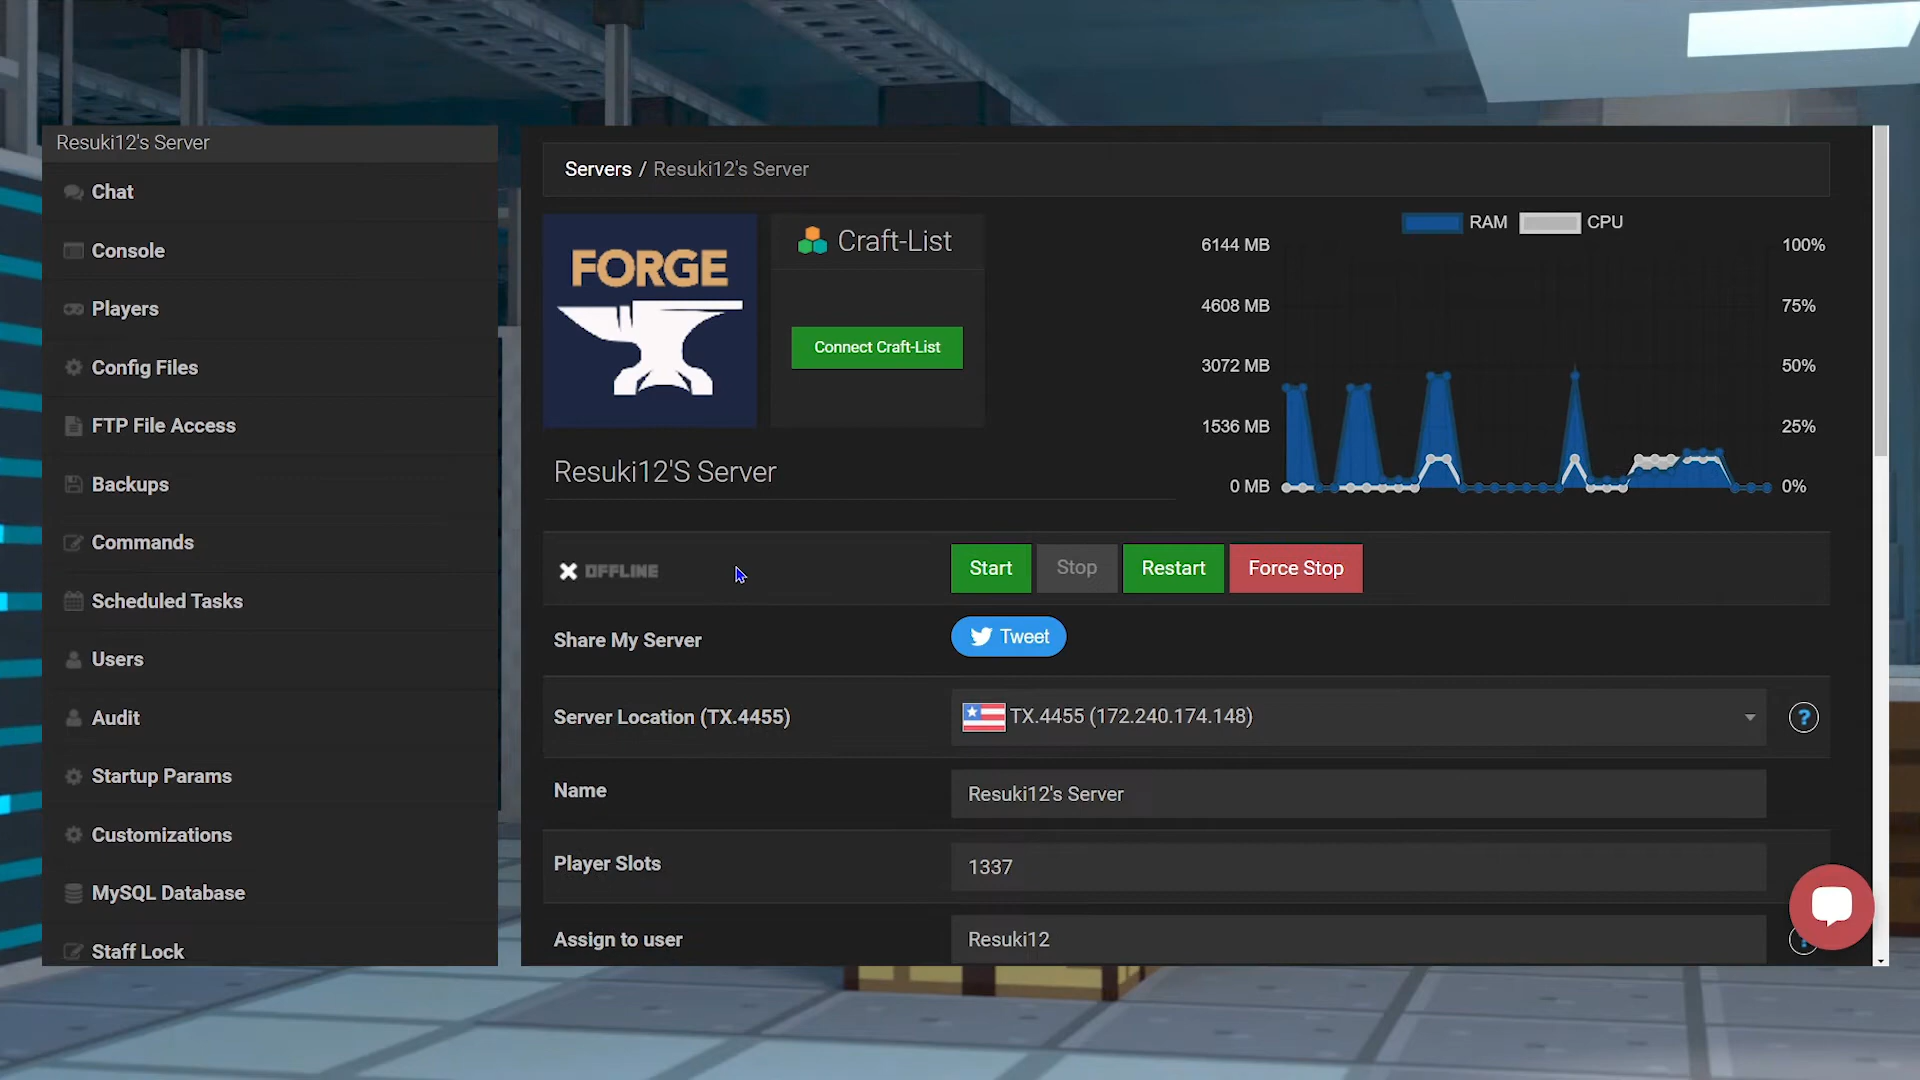 Resuki12's Server
Chat
Console
Players
Config Files
FTP File Access
Backups
Commands
Scheduled Tasks
Users
Audit
Startup Params
Customizations
MySQL Database
Staff Lock
Servers / Resuki12's Server
FORGE
Craft-List
Connect Craft-List
RAM CPU
6144 MB 100%
4608 MB 75%
3072 MB 50%
1536 MB 25%
0 MB 0%
Resuki12'S Server
OFFLINE
Start Stop Restart Force Stop
Share My Server Tweet
Server Location (TX.4455) TX.4455 (172.240.174.148) ?
Name Resuki12's Server
Player Slots 1337
Assign to user Resuki12